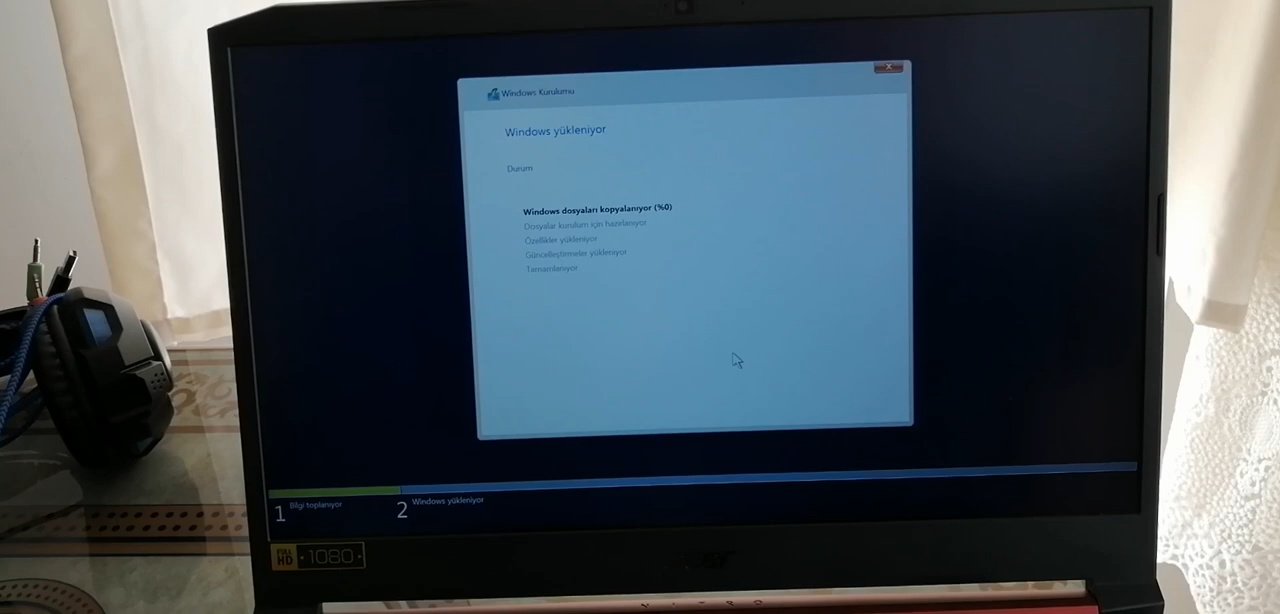 Windows Kurulumu
Windows yükleniyor
Durum
Windows dosyaları kopyalanıyor (%0)
Dosyalar kurulum için hazırlanıyor
Özellikler yükleniyor
Güncelleştirmeler yükleniyor
Tamamlanıyor
1 Bilgi toplanıyor
2 Windows yükleniyor
FULL HD 1080